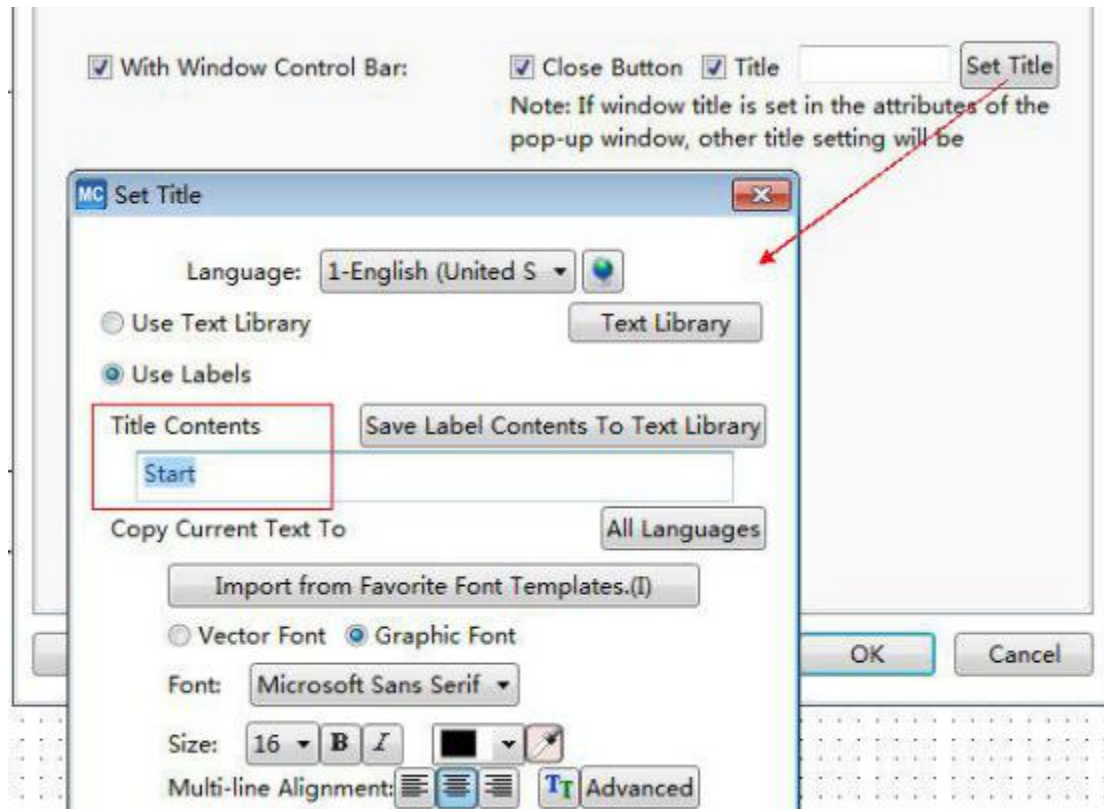 With Window Control Bar: Close Button Title Set Title
Note: If window title is set in the attributes of the
pop-up window, other title setting will be
MC Set Title
Language: 1-English (United S
Use Text Library Text Library
Use Labels
Title Contents Save Label Contents To Text Library
Start
Copy Current Text To All Languages
Import from Favorite Font Templates.(I)
Vector Font Graphic Font
OK Cancel
Font: Microsoft Sans Serif
Size: 16 B I
Multi-line Alignment: TT Advanced